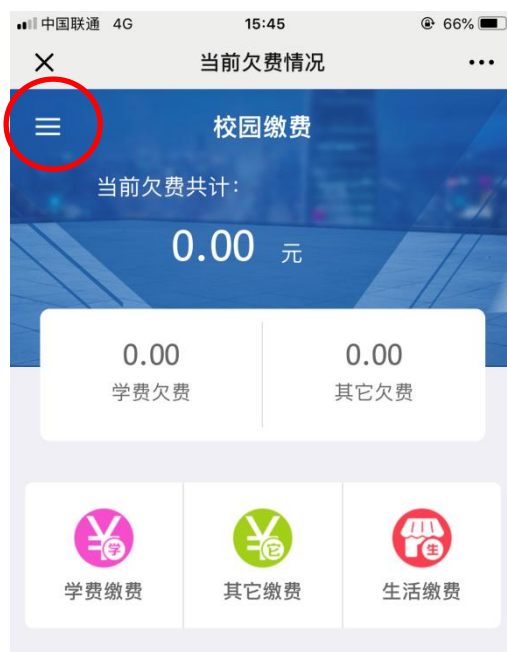 中国联通 4G 15:45 66%
当前欠费情况
校园缴费
当前欠费共计：
0.00 元
0.00 0.00
学费欠费 其它欠费
学 它 生
学费缴费 其它缴费 生活缴费